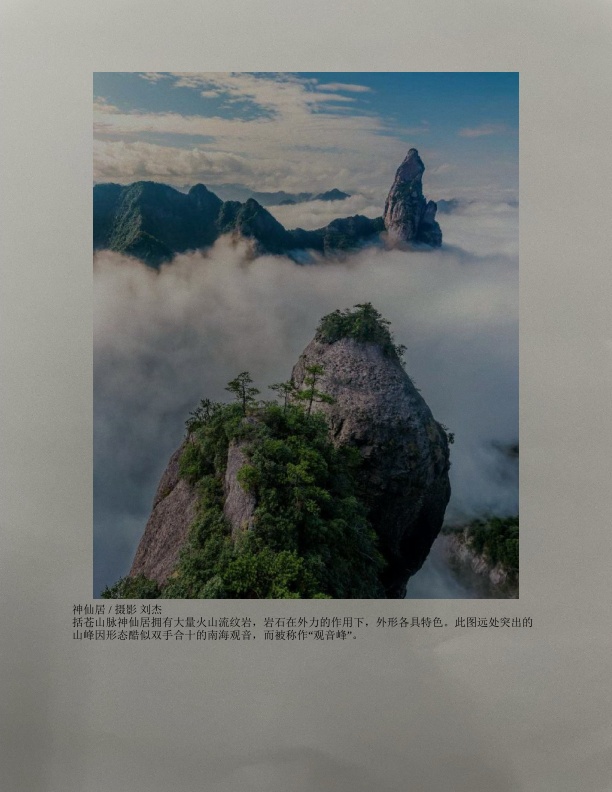 神仙居 / 摄影 刘杰
括苍山脉神仙居拥有大量火山流纹岩，岩石在外力的作用下，外形各具特色。此图远处突出的
山峰因形态酷似双手合十的南海观音，而被称作“观音峰”。